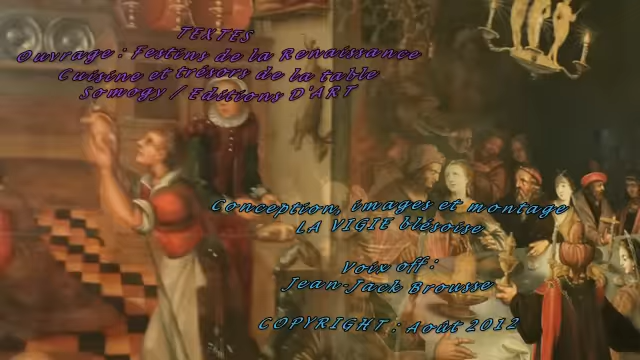 TEXTES
Ouvrage : Festins de la Renaissance
Cuisine et trésors de la table
Somogy / Editions D'ART
Conception, images et montage
LA VIGIE blésoise
Voix off :
Jean-Jack Brousse
COPYRIGHT : Août 2012